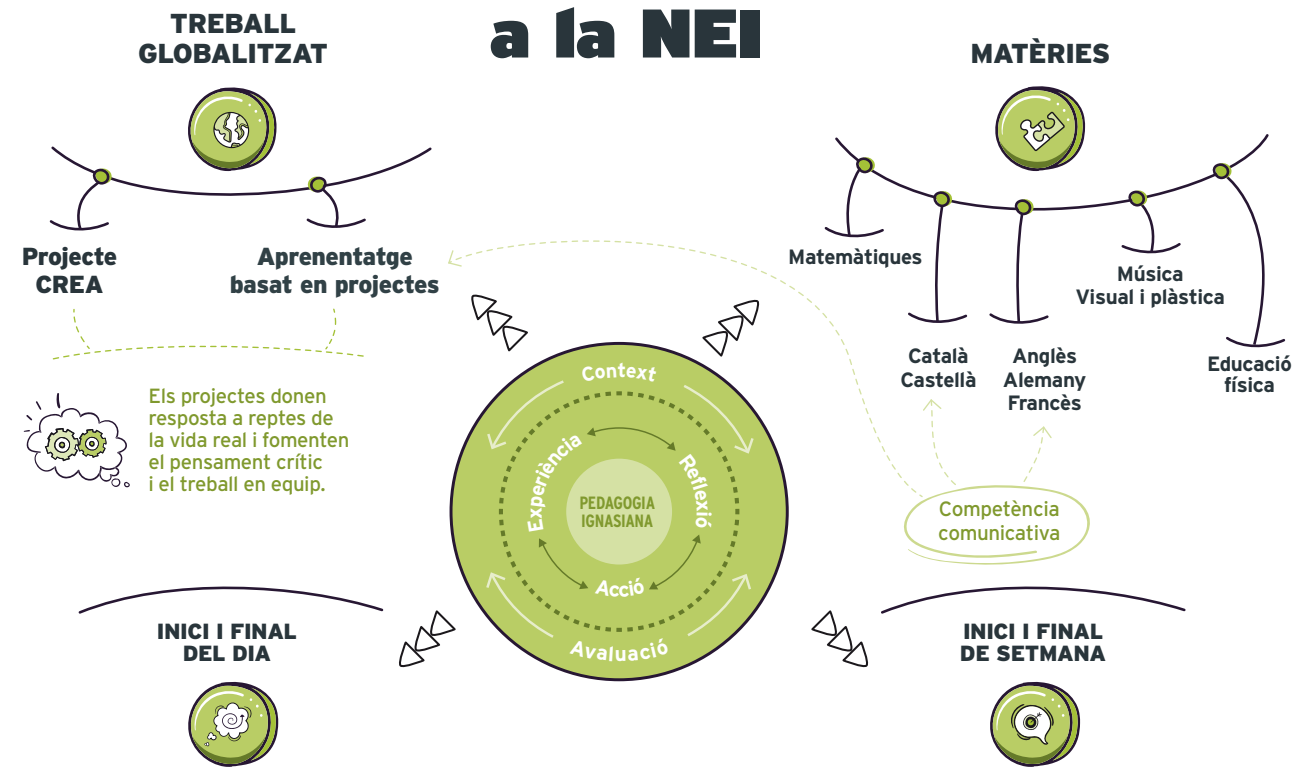 a la NEI
TREBALL
GLOBALITZAT
Projecte
CREA
Aprenentatge
basat en projectes
Els projectes donen
resposta a reptes de
la vida real i fomenten
el pensament crític
i el treball en equip.
MATÈRIES
Matemàtiques
Català
Castellà
Anglès
Alemany
Francès
Música
Visual i plàstica
Educació
física
Competència
comunicativa
Context
Experiència
Reflexió
PEDAGOGIA
IGNASIANA
Acció
Avaluació
INICI I FINAL
DEL DIA
INICI I FINAL
DE SETMANA